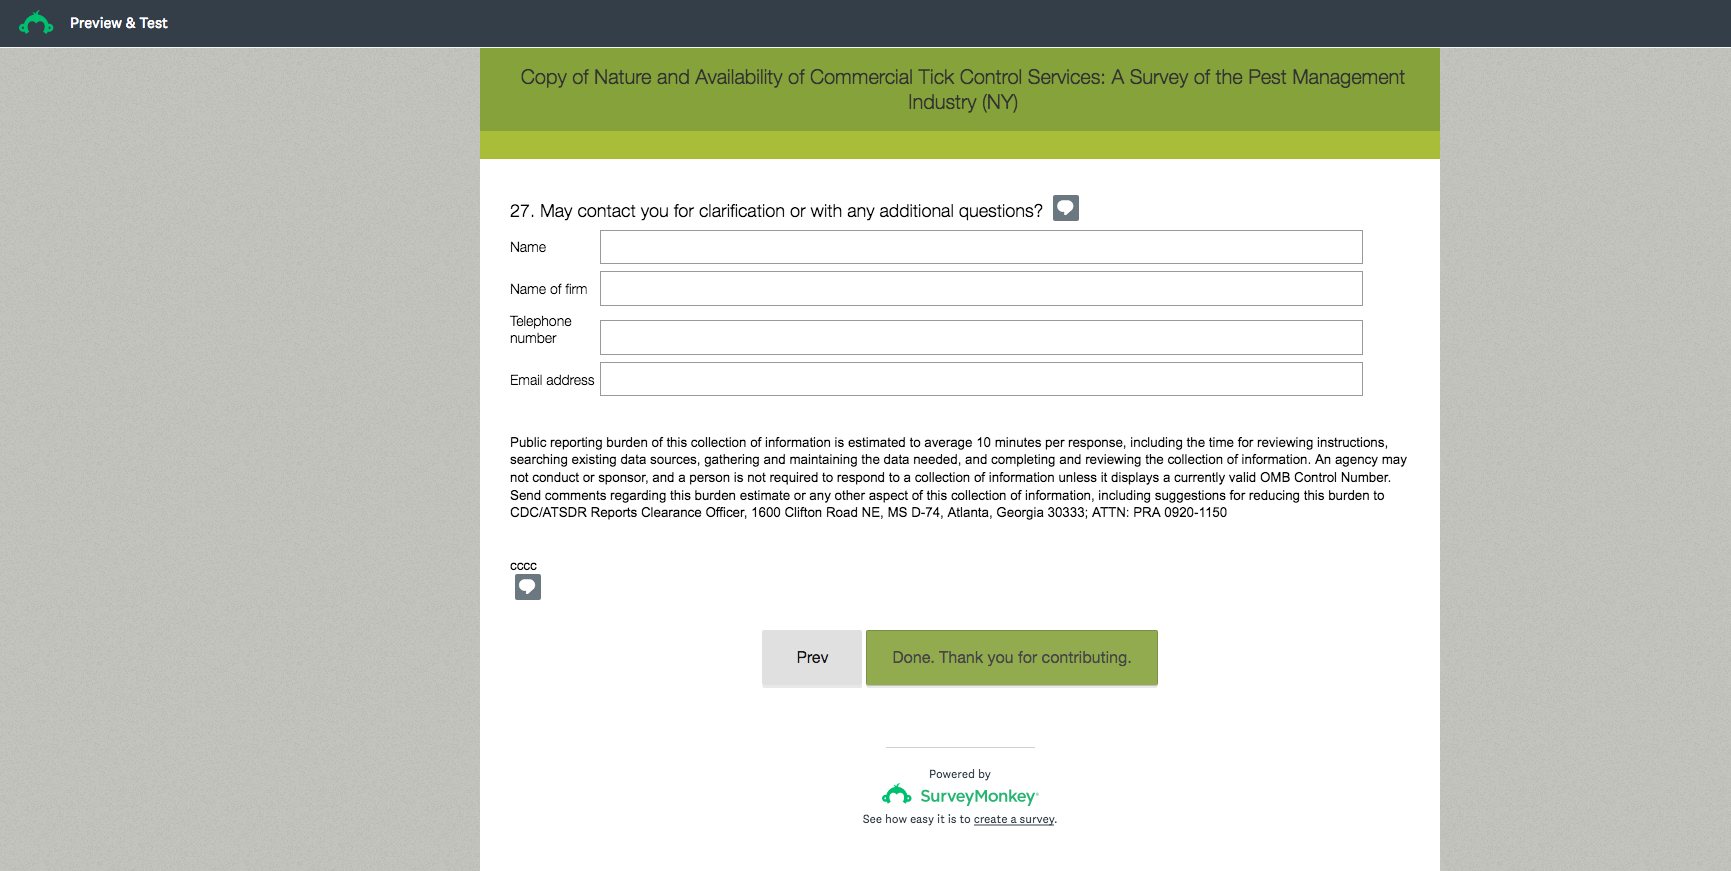 Preview & Test
Copy of Nature and Availability of Commercial Tick Control Services: A Survey of the Pest Management
Industry (NY)
27. May contact you for clarification or with any additional questions?
Name
Name of firm
Telephone
number
Email address
Public reporting burden of this collection of information is estimated to average 10 minutes per response, including the time for reviewing instructions,
searching existing data sources, gathering and maintaining the data needed, and completing and reviewing the collection of information. An agency may
not conduct or sponsor, and a person is not required to respond to a collection of information unless it displays a currently valid OMB Control Number.
Send comments regarding this burden estimate or any other aspect of this collection of information, including suggestions for reducing this burden to
CDC/ATSDR Reports Clearance Officer, 1600 Clifton Road NE, MS D-74, Atlanta, Georgia 30333; ATTN: PRA 0920-1150
cccc
Prev
Done. Thank you for contributing.
Powered by
SurveyMonkey
See how easy it is to create a survey.